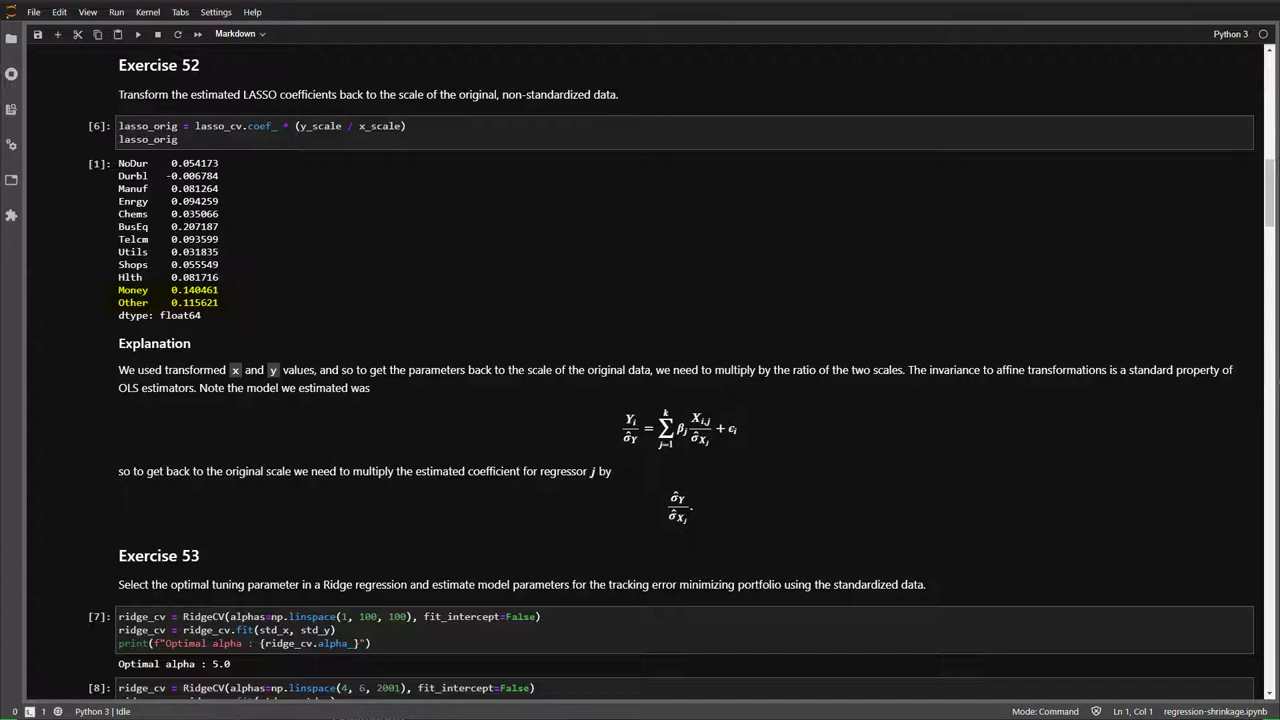 File Edit View Run Kernel Tabs Settings Help
Markdown Python 3
Exercise 52
Transform the estimated LASSO coefficients back to the scale of the original, non-standardized data.
[6]: lasso_orig = lasso_cv.coef_ * (y_scale / x_scale)
lasso_orig
[1]: NoDur 0.054173
Durbl -0.006784
Manuf 0.081264
Enrgy 0.094259
Chems 0.035066
BusEq 0.207187
Telcm 0.093599
Utils 0.031835
Shops 0.055549
Hlth 0.081716
Money 0.140461
Other 0.115621
dtype: float64
Explanation
We used transformed x and y values, and so to get the parameters back to the scale of the original data, we need to multiply by the ratio of the two scales. The invariance to affine transformations is a standard property of
OLS estimators. Note the model we estimated was
Y_i / σ̂_Y = ∑_{j=1}^{k} β_j X_{i,j} / σ̂_{X_j} + ϵ_i
so to get back to the original scale we need to multiply the estimated coefficient for regressor j by
σ̂_Y / σ̂_{X_j}.
Exercise 53
Select the optimal tuning parameter in a Ridge regression and estimate model parameters for the tracking error minimizing portfolio using the standardized data.
[7]: ridge_cv = RidgeCV(alphas=np.linspace(1, 100, 100), fit_intercept=False)
ridge_cv = ridge_cv.fit(std_x, std_y)
print(f"Optimal alpha : {ridge_cv.alpha_}")
Optimal alpha : 5.0
[8]: ridge_cv = RidgeCV(alphas=np.linspace(4, 6, 2001), fit_intercept=False)
0 1 Python 3 | Idle Mode: Command Ln 1, Col 1 regression-shrinkage.ipynb